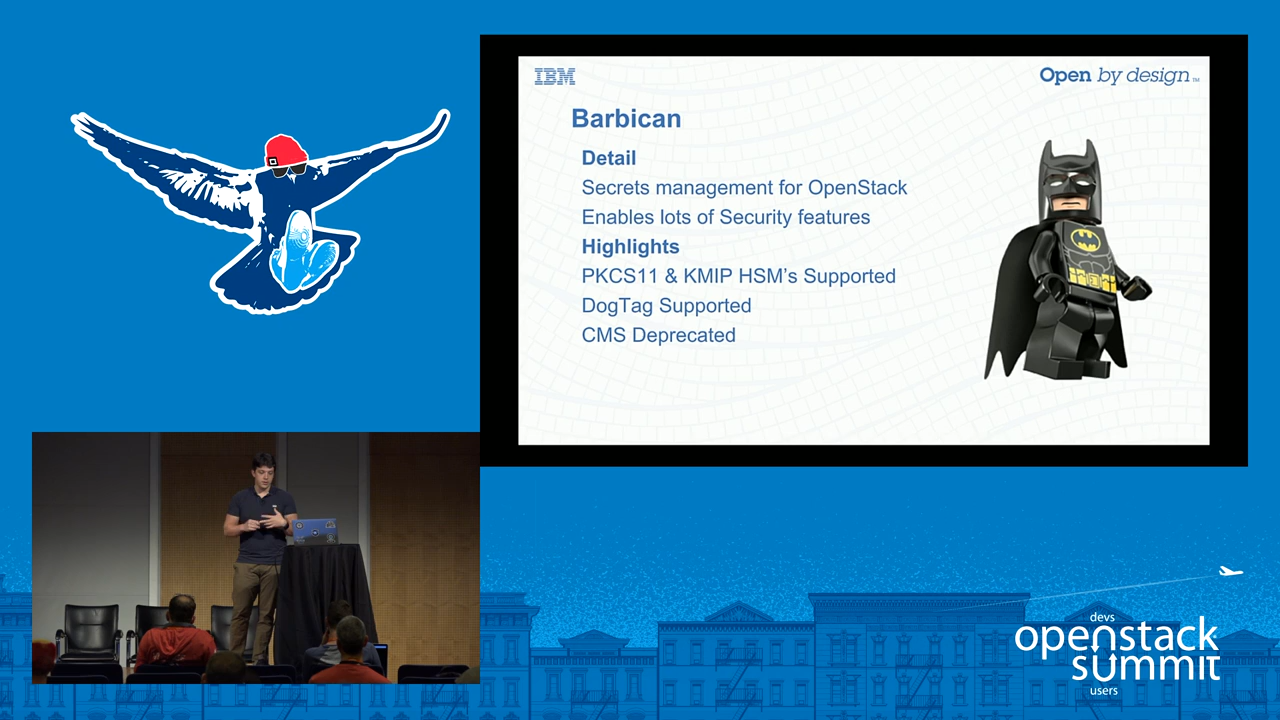 IBM
Open by design™
Barbican
Detail
Secrets management for OpenStack
Enables lots of Security features
Highlights
PKCS11 & KMIP HSM's Supported
DogTag Supported
CMS Deprecated
devs
openstack
summit
users